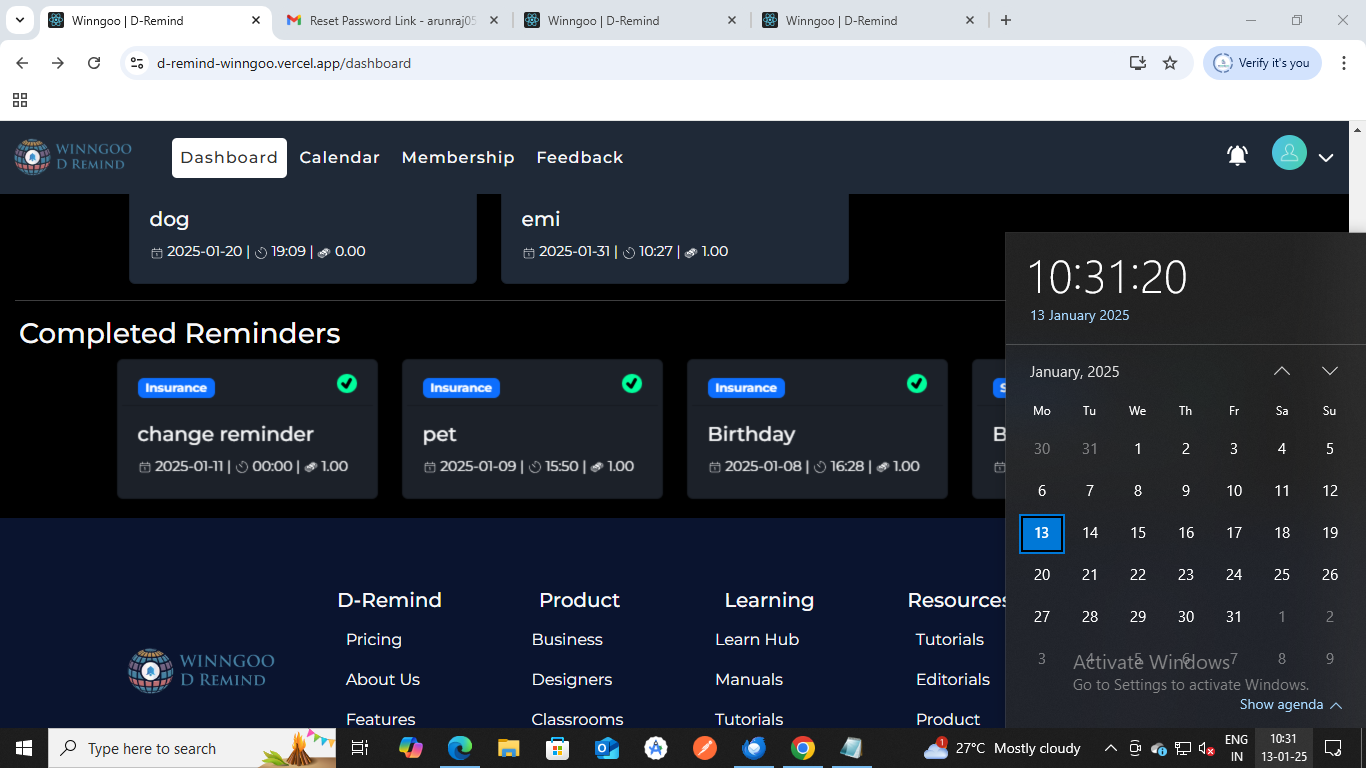 Winngoo | D-Remind
Reset Password Link - arunraj05
Winngoo | D-Remind
Winngoo | D-Remind
d-remind-winngoo.vercel.app/dashboard
Verify it's you
WINNGOO
D REMIND
Dashboard
Calendar
Membership
Feedback
dog
2025-01-20 | 19:09 | 0.00
emi
2025-01-31 | 10:27 | 1.00
Completed Reminders
Insurance
change reminder
2025-01-11 | 00:00 | 1.00
Insurance
pet
2025-01-09 | 15:50 | 1.00
Insurance
Birthday
2025-01-08 | 16:28 | 1.00
S
B
10:31:20
13 January 2025
January, 2025
Mo Tu We Th Fr Sa Su
30 31 1 2 3 4 5
6 7 8 9 10 11 12
13 14 15 16 17 18 19
20 21 22 23 24 25 26
27 28 29 30 31 1 2
3 4 5 6 7 8 9
Activate Windows
Go to Settings to activate Windows.
Show agenda
WINNGOO
D REMIND
D-Remind
Pricing
About Us
Features
Product
Business
Designers
Classrooms
Learning
Learn Hub
Manuals
Tutorials
Resources
Tutorials
Editorials
Product
Type here to search
27°C Mostly cloudy
ENG
IN
10:31
13-01-25